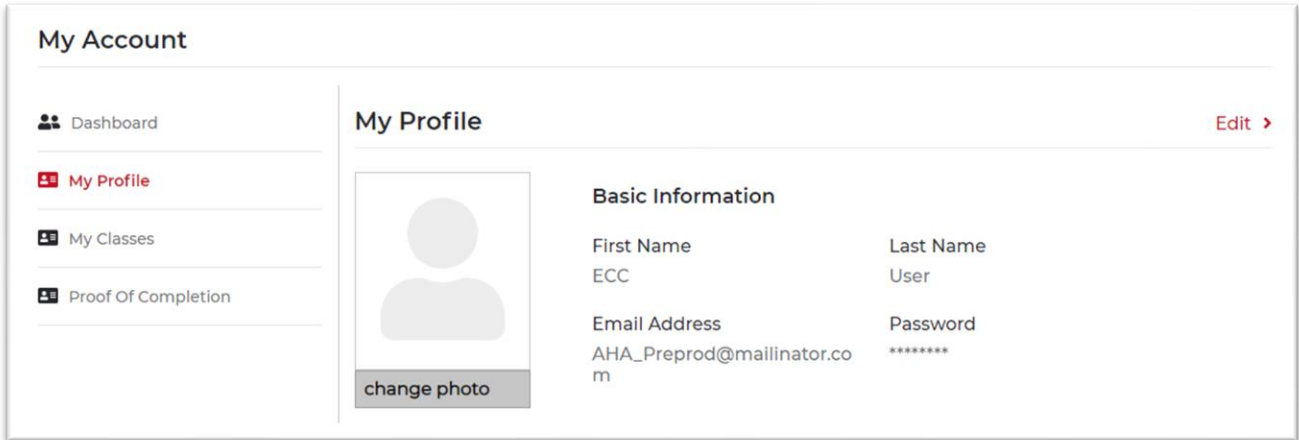 My Account
Dashboard
My Profile
My Classes
Proof Of Completion
My Profile
Edit
change photo
Basic Information
First Name
ECC
Last Name
User
Email Address
AHA_Preprod@mailinator.co
m
Password
********